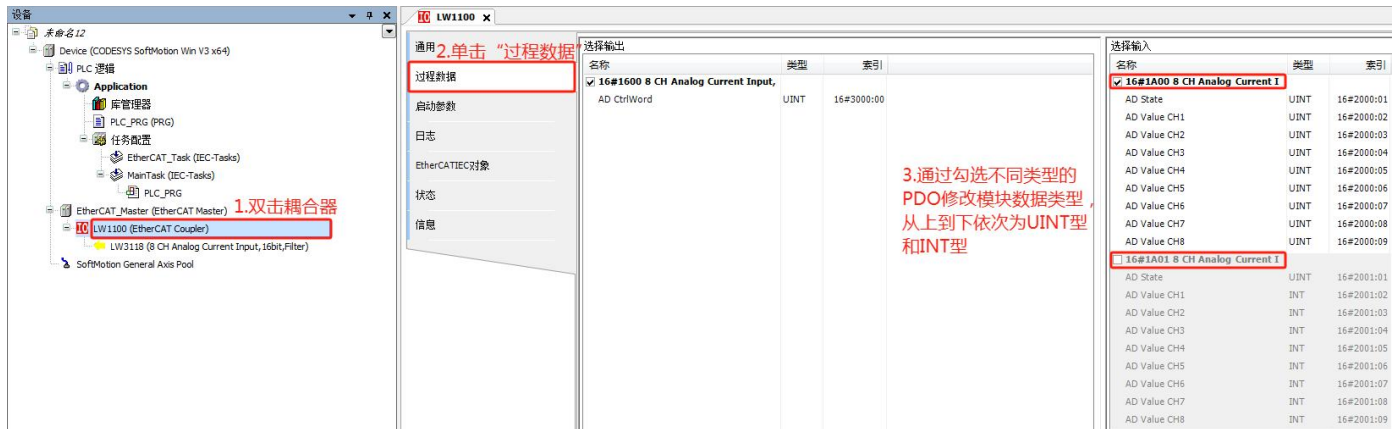 设备
未命名12
Device (CODESYS SoftMotion Win V3 x64)
PLC 逻辑
Application
库管理器
PLC_PRG (PRG)
任务配置
EtherCAT_Task (IEC-Tasks)
MainTask (IEC-Tasks)
PLC_PRG
EtherCAT_Master (EtherCAT Master)
1.双击耦合器
LW1100 (EtherCAT Coupler)
LW3118 (8 CH Analog Current Input,16bit,Filter)
SoftMotion General Axis Pool
LW1100
通用
2.单击“过程数据”
过程数据
启动参数
日志
EtherCATIEC对象
状态
信息
选择输出
名称 类型 索引
16#1600 8 CH Analog Current Input,
AD CtrlWord UINT 16#3000:00
3.通过勾选不同类型的
PDO修改模块数据类型，
从上到下依次为UINT型
和INT型
选择输入
名称 类型 索引
16#1A00 8 CH Analog Current I
AD State UINT 16#2000:01
AD Value CH1 UINT 16#2000:02
AD Value CH2 UINT 16#2000:03
AD Value CH3 UINT 16#2000:04
AD Value CH4 UINT 16#2000:05
AD Value CH5 UINT 16#2000:06
AD Value CH6 UINT 16#2000:07
AD Value CH7 UINT 16#2000:08
AD Value CH8 UINT 16#2000:09
16#1A01 8 CH Analog Current I
AD State UINT 16#2001:01
AD Value CH1 INT 16#2001:02
AD Value CH2 INT 16#2001:03
AD Value CH3 INT 16#2001:04
AD Value CH4 INT 16#2001:05
AD Value CH5 INT 16#2001:06
AD Value CH6 INT 16#2001:07
AD Value CH7 INT 16#2001:08
AD Value CH8 INT 16#2001:09